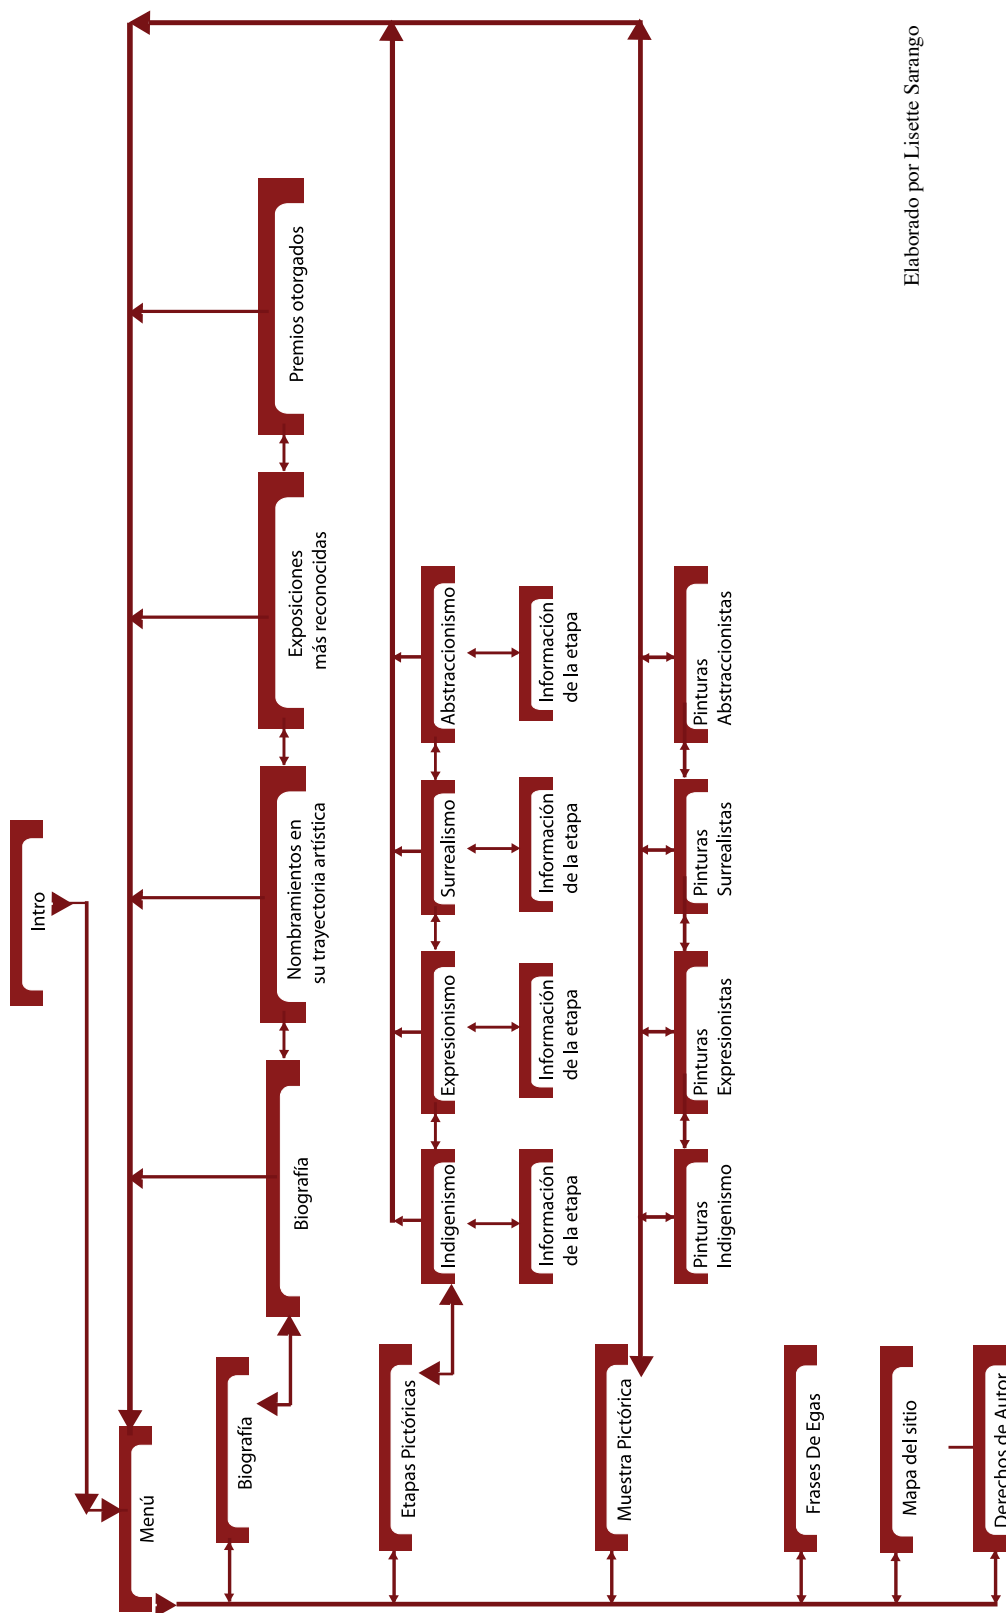 Intro
Menú
Biografía
Biografía
Nombramientos en
su trayectoria artística
Exposiciones
más reconocidas
Premios otorgados
Etapas Pictóricas
Indigenismo
Expresionismo
Surrealismo
Abstraccionismo
Información
de la etapa
Información
de la etapa
Información
de la etapa
Información
de la etapa
Muestra Pictórica
Pinturas
Indigenismo
Pinturas
Expresionistas
Pinturas
Surrealistas
Pinturas
Abstraccionistas
Frases De Egas
Mapa del sitio
Derechos de Autor
Elaborado por Lisette Sarango